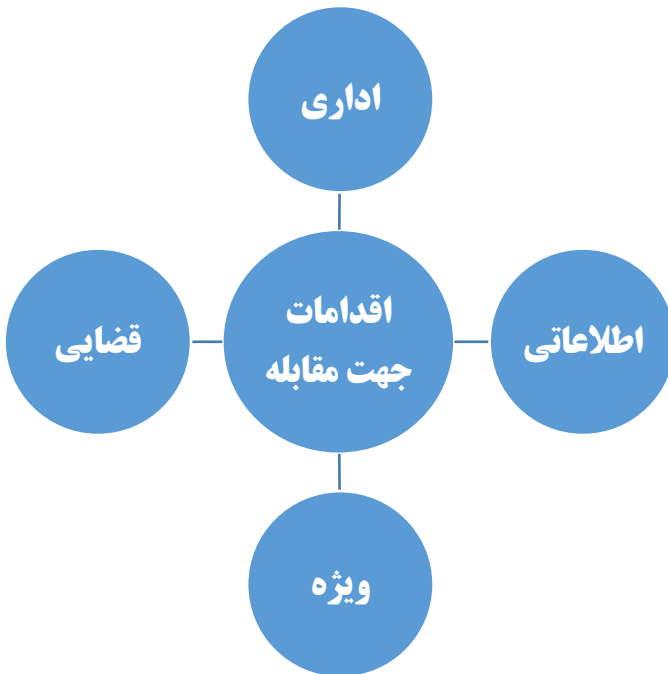 اداری
اقدامات
جهت مقابله
اطلاعاتی
قضایی
ویژه